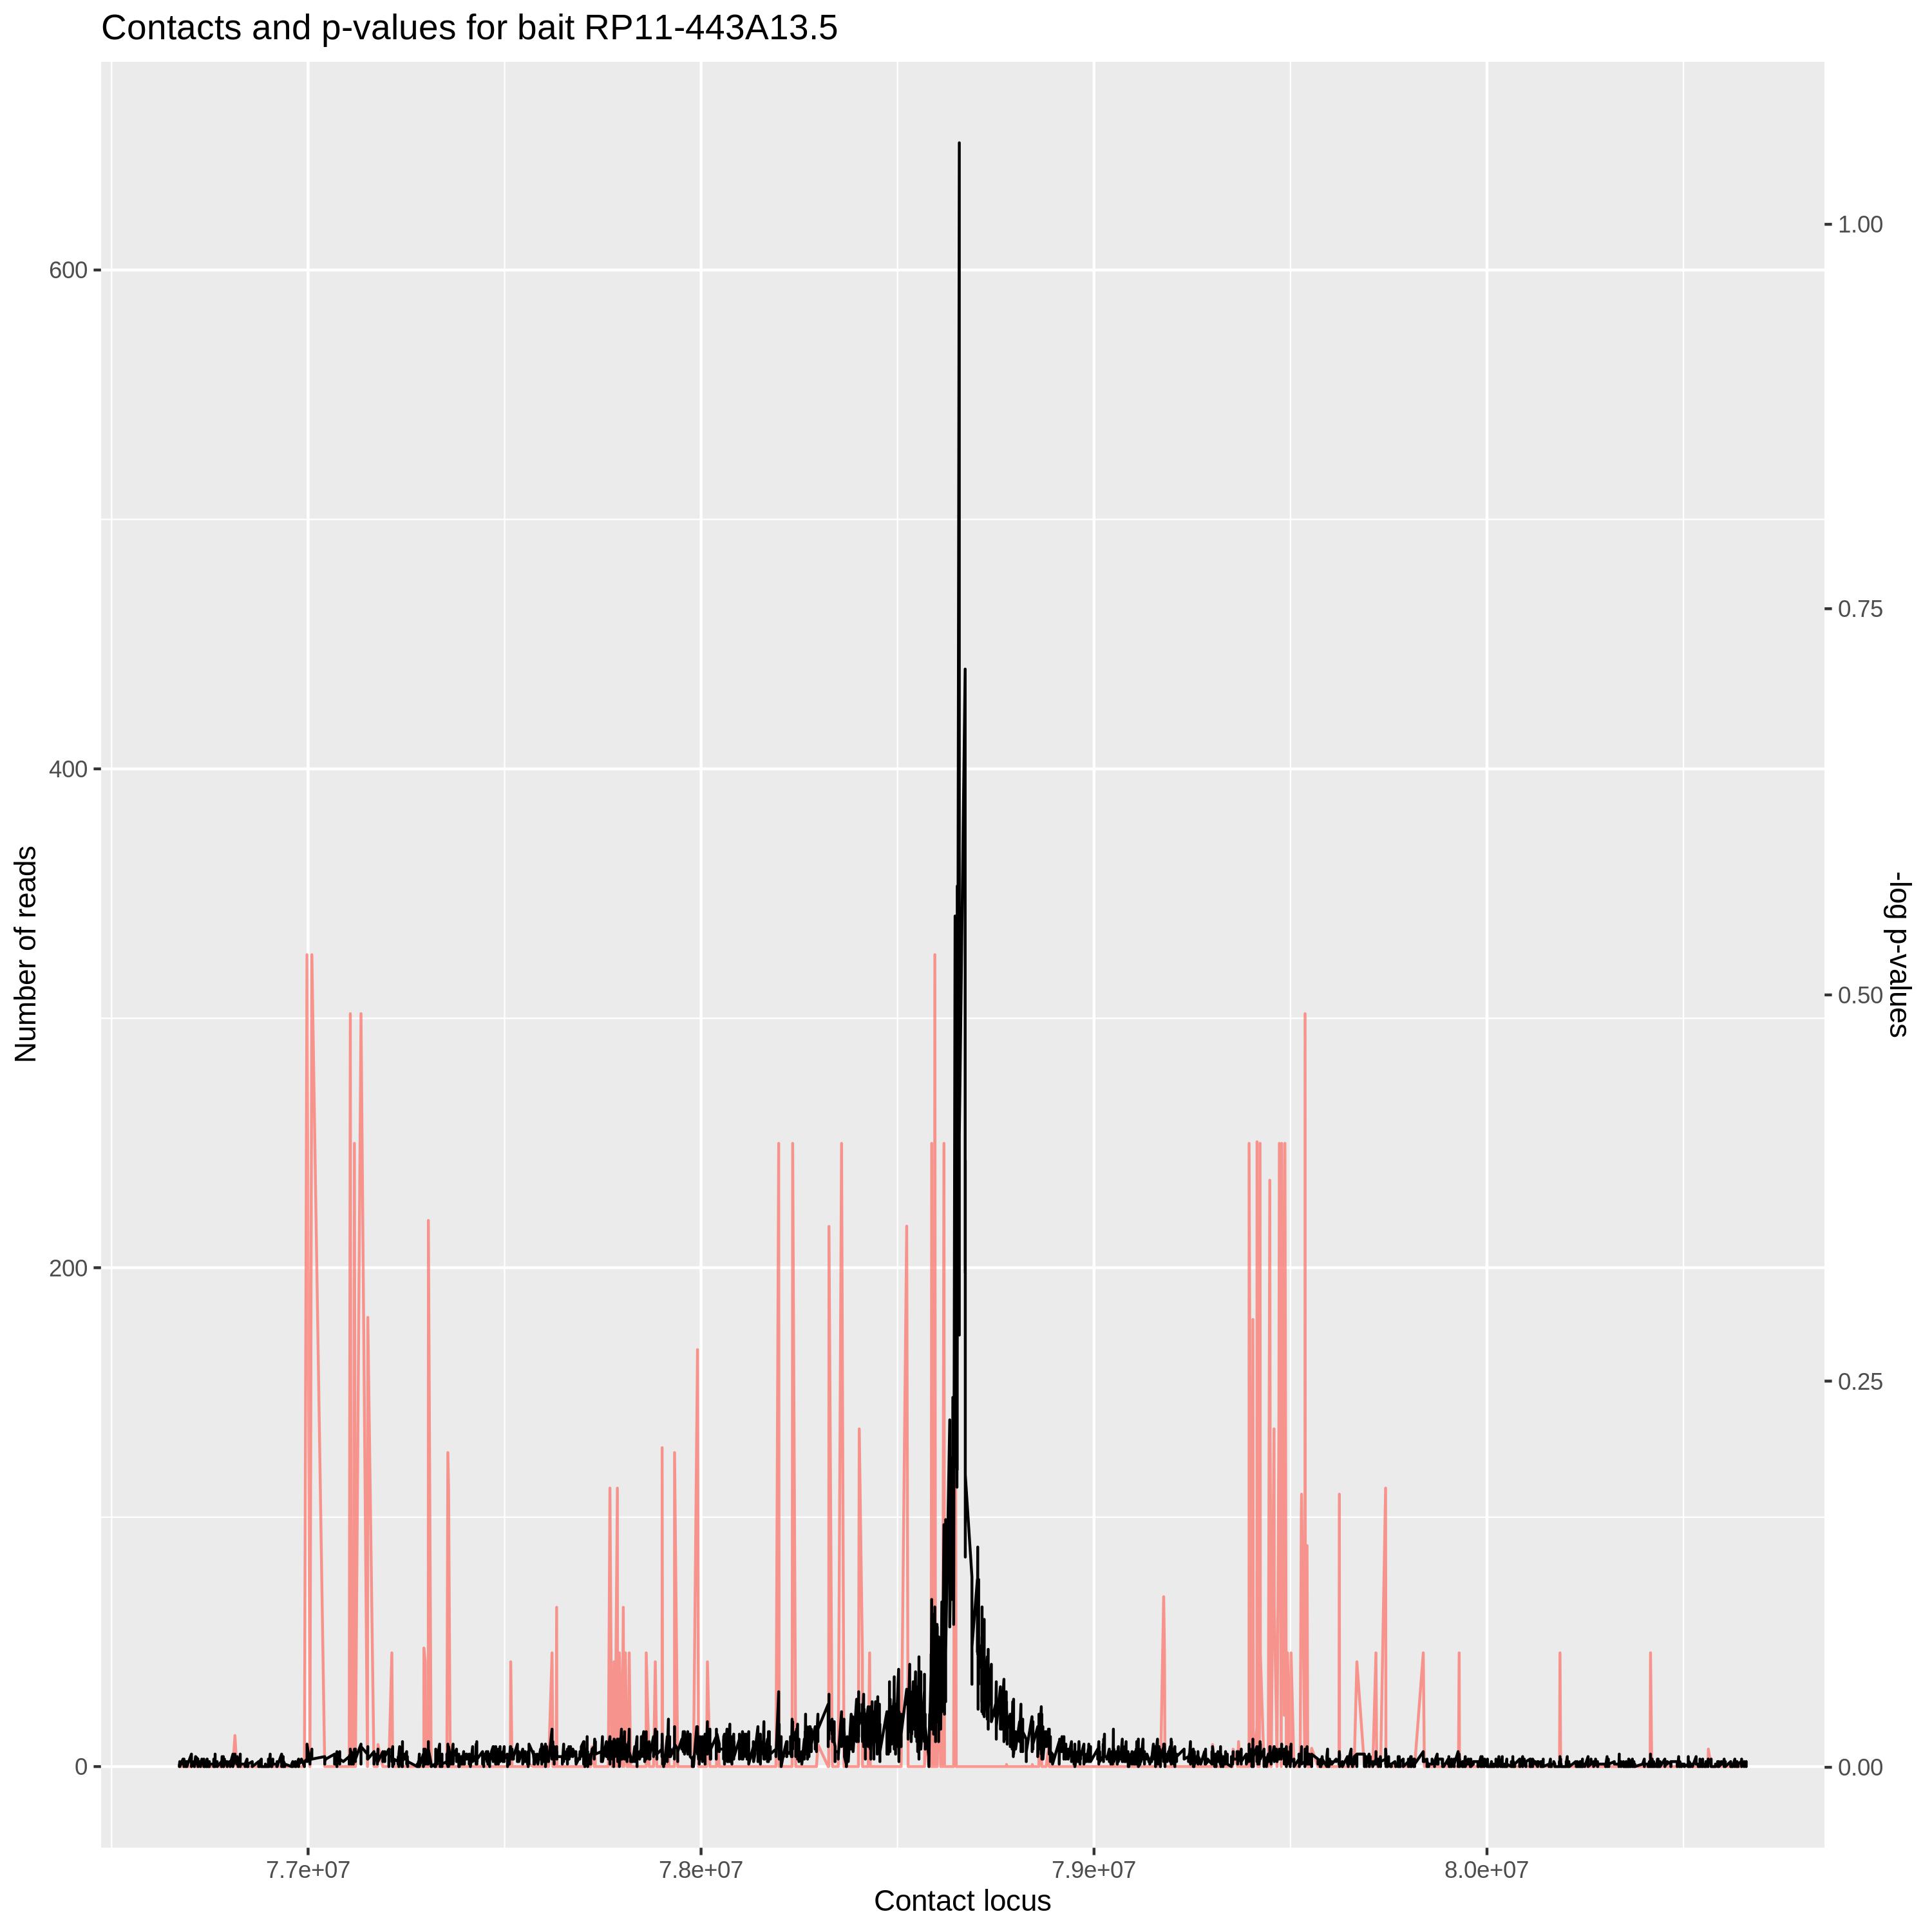 Contacts and p-values for bait RP11-443A13.5
Number of reads
600
400
200
0
1.00
0.75
0.50
0.25
0.00
-log p-values
7.7e+07
7.8e+07
7.9e+07
8.0e+07
Contact locus